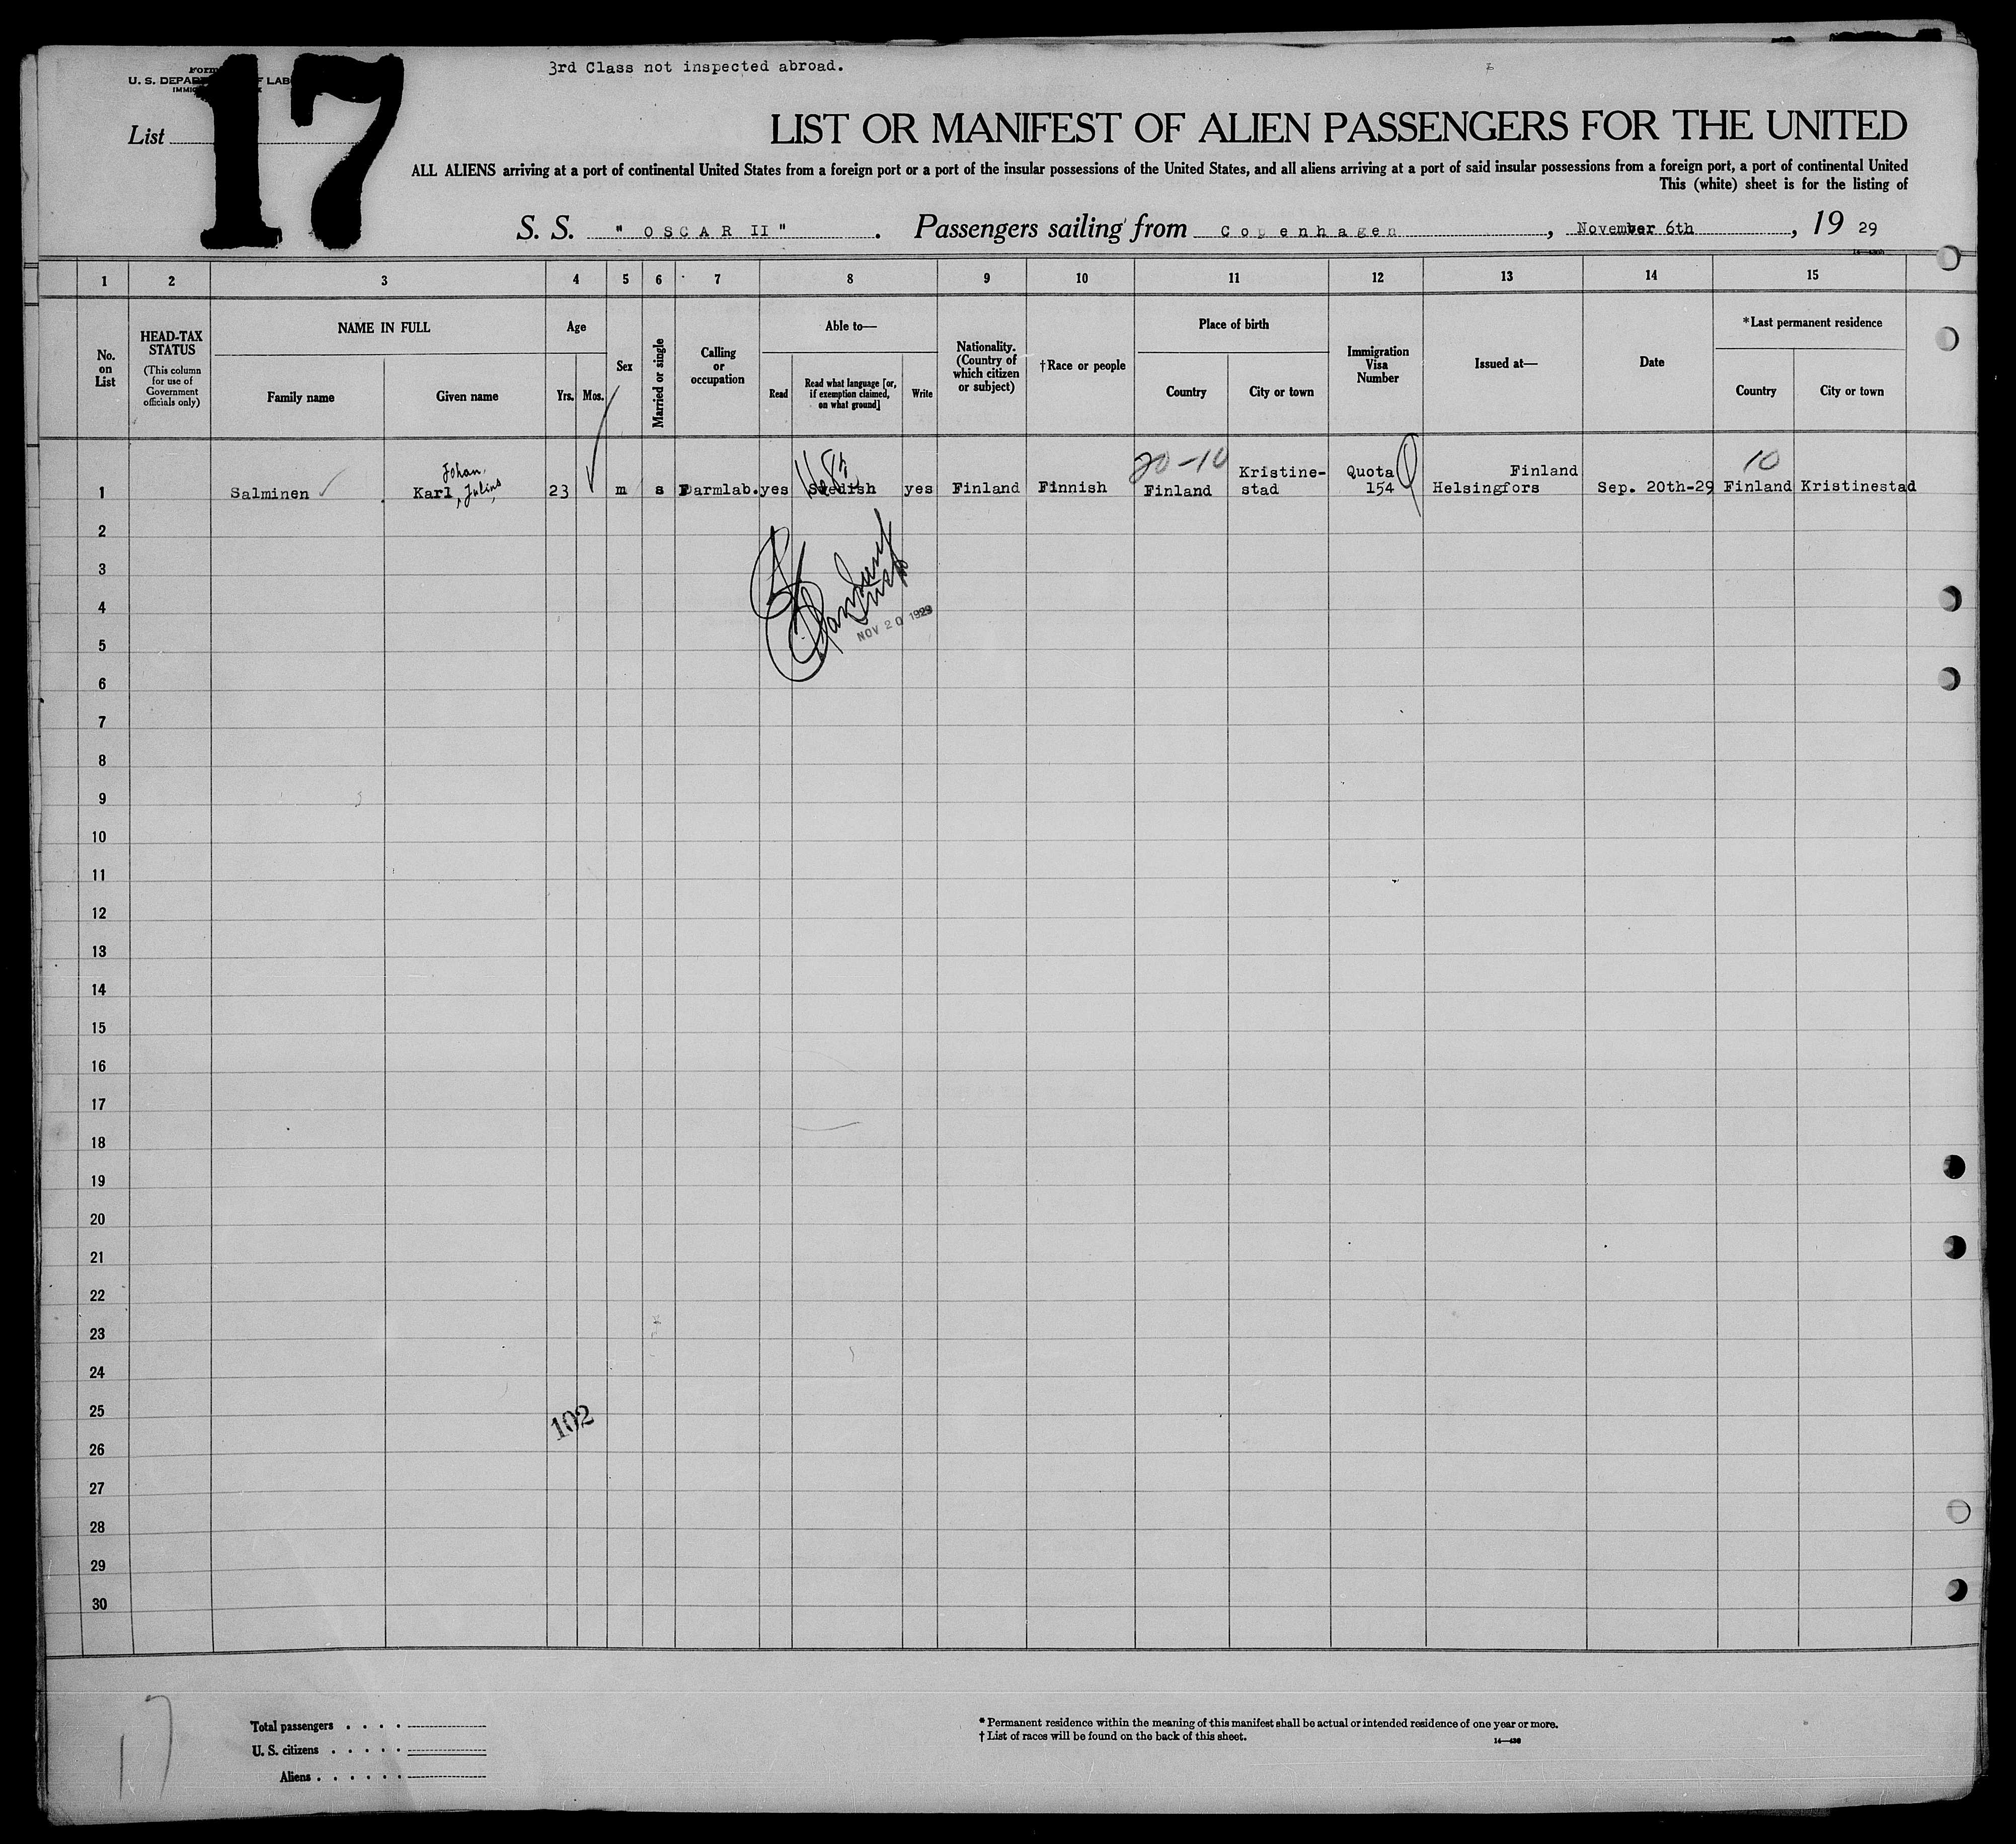 3rd Class not inspected abroad.
Form
U. S. DEPARTMENT OF LABOR
List 17
LIST OR MANIFEST OF ALIEN PASSENGERS FOR THE UNITED
ALL ALIENS arriving at a port of continental United States from a foreign port or a port of the insular possessions of the United States, and all aliens arriving at a port of said insular possessions from a foreign port, a port of continental United
This (white) sheet is for the listing of
S. S. " OSCAR II " . Passengers sailing from Copenhagen , November 6th , 19 29
1 2 3 4 5 6 7 8 9 10 11 12 13 14 15
No. on List
HEAD-TAX STATUS
(This column for use of Government officials only)
NAME IN FULL
Family name
Given name
Age
Yrs.
Mos.
Sex
Married or single
Calling or occupation
Able to—
Read
Read what language [or, if exemption claimed, on what ground]
Write
Nationality. (Country of which citizen or subject)
†Race or people
Place of birth
Country
City or town
Immigration Visa Number
Issued at—
Date
*Last permanent residence
Country
City or town
Johan
20-10
Kristine-
Quota
Finland
10
1 Salminen Karl, Julius 23 m s Farmlab. yes Swedish yes Finland Finnish Finland stad 154 Helsingfors Sep. 20th-29 Finland Kristinestad
2
3
4
NOV 20 1929
5
6
7
8
9
10
11
12
13
14
15
16
17
18
19
20
21
22
23
24
25
102
26
27
28
29
30
17
Total passengers . . . .
U. S. citizens . . . . .
Aliens . . . . . .
* Permanent residence within the meaning of this manifest shall be actual or intended residence of one year or more.
† List of races will be found on the back of this sheet.